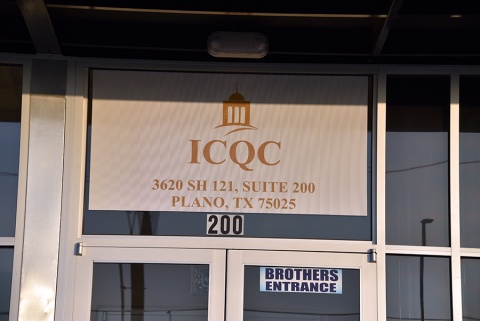 ICQC
3620 SH 121, SUITE 200
PLANO, TX 75025
200
BROTHERS
ENTRANCE